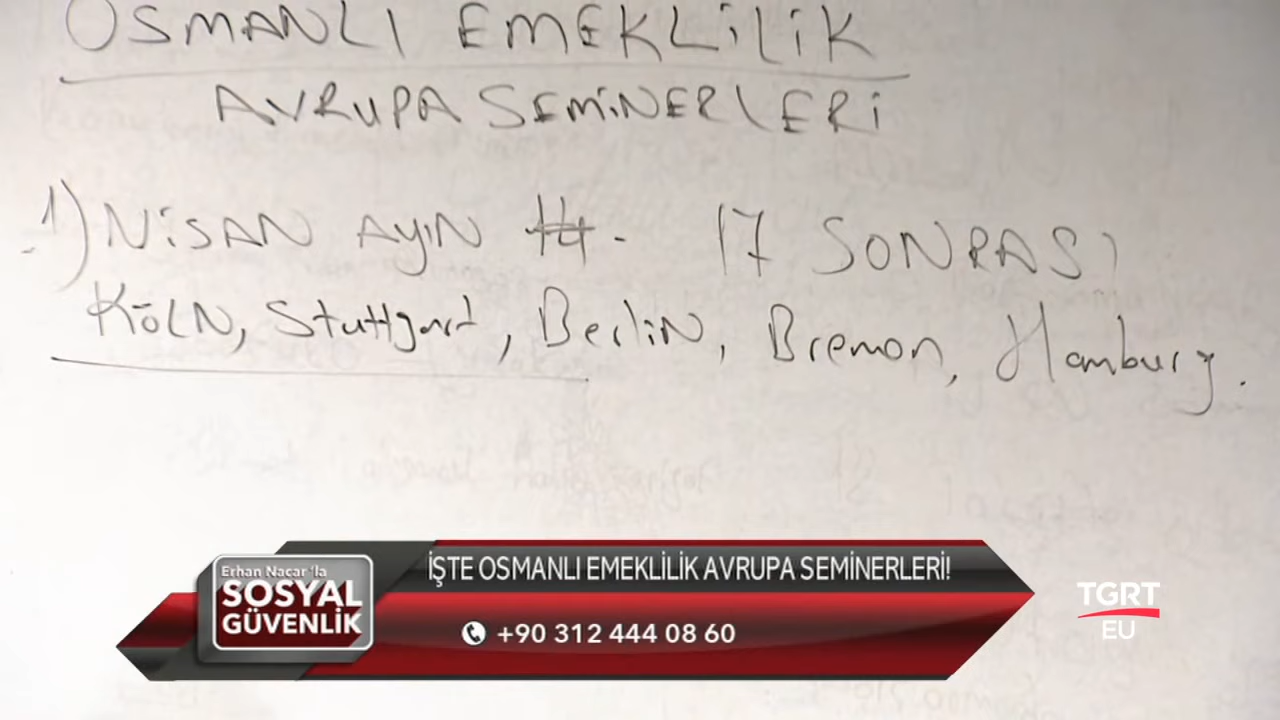 OSMANLI EMEKLİLİK
AVRUPA SEMİNERLERİ
1) NİSAN AYIN 14 - 17 SONRASI
KÖLN, Stuttgart, BerliN, Bremen, Hamburg.
Erhan Nacar'la
SOSYAL
GÜVENLİK
İŞTE OSMANLI EMEKLİLİK AVRUPA SEMİNERLERİ!
+90 312 444 08 60
TGRT
EU